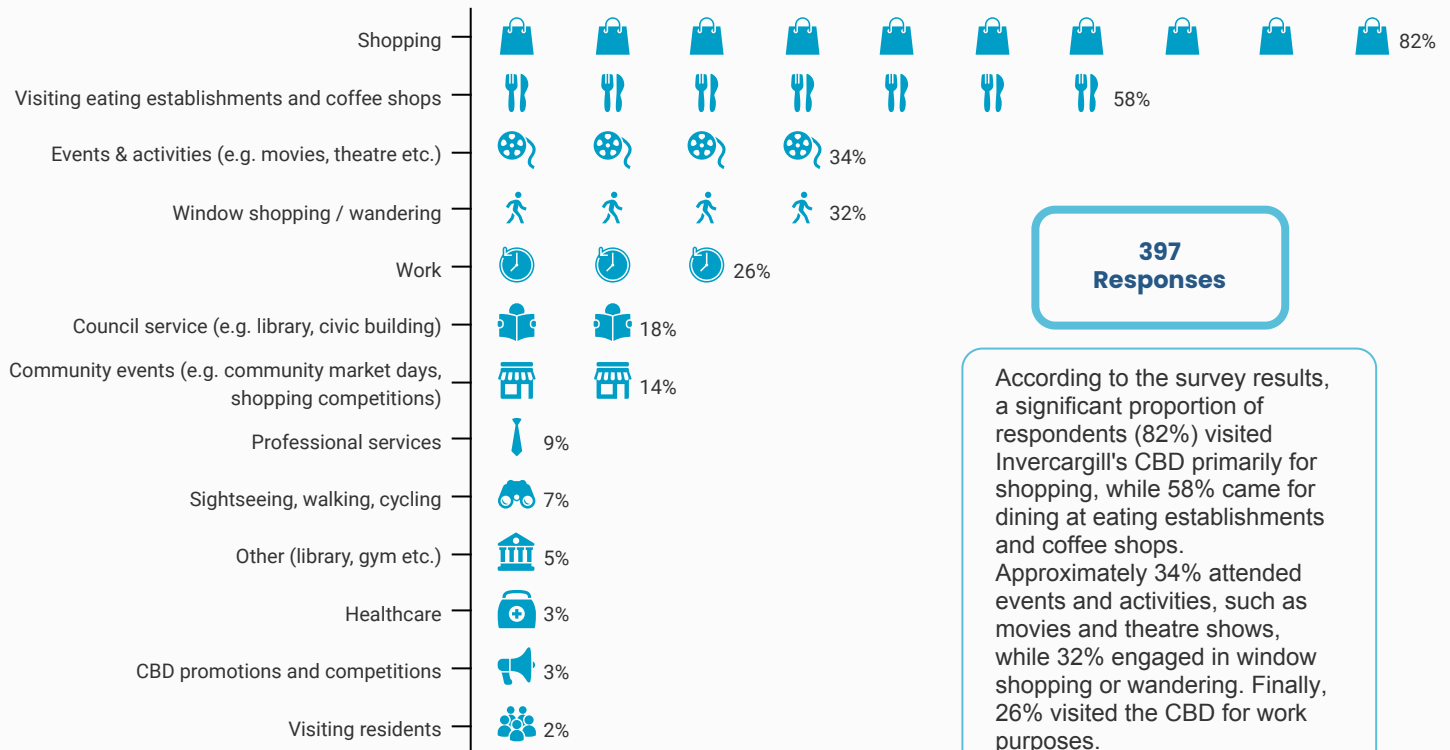 Shopping
82%
Visiting eating establishments and coffee shops
58%
Events & activities (e.g. movies, theatre etc.)
34%
Window shopping / wandering
32%
Work
26%
Council service (e.g. library, civic building)
18%
Community events (e.g. community market days,
shopping competitions)
14%
Professional services
9%
Sightseeing, walking, cycling
7%
Other (library, gym etc.)
5%
Healthcare
3%
CBD promotions and competitions
3%
Visiting residents
2%
397
Responses
According to the survey results,
a significant proportion of
respondents (82%) visited
Invercargill's CBD primarily for
shopping, while 58% came for
dining at eating establishments
and coffee shops.
Approximately 34% attended
events and activities, such as
movies and theatre shows,
while 32% engaged in window
shopping or wandering. Finally,
26% visited the CBD for work
purposes.